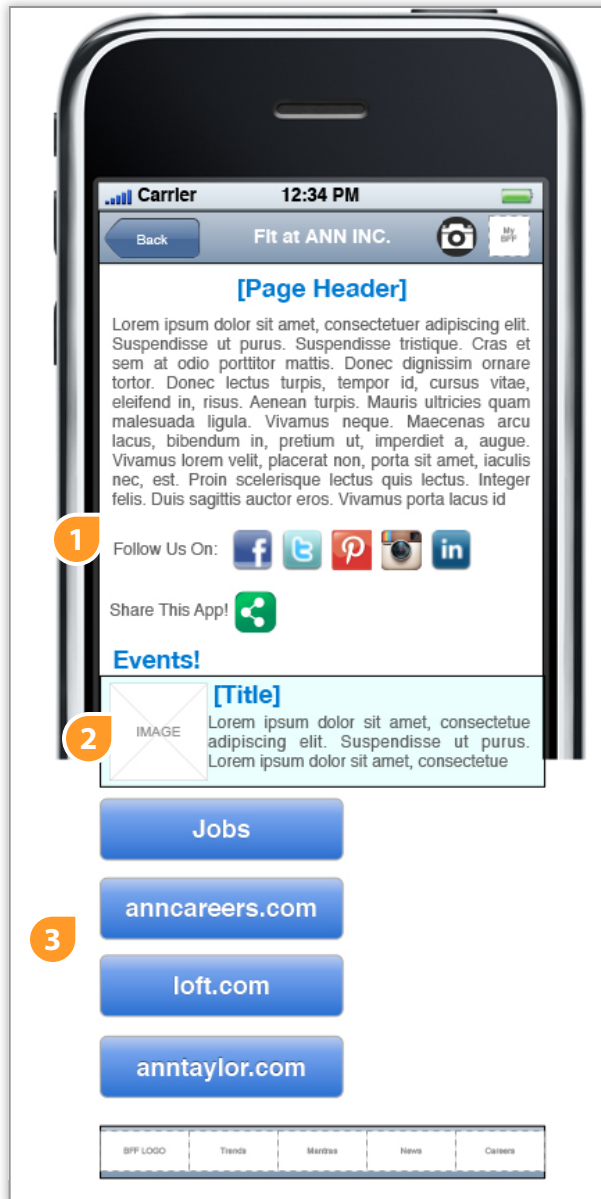 Carrier 12:34 PM
Back Fit at ANN INC. My
BFF
[Page Header]
Lorem ipsum dolor sit amet, consectetuer adipiscing elit.
Suspendisse ut purus. Suspendisse tristique. Cras et
sem at odio porttitor mattis. Donec dignissim ornare
tortor. Donec lectus turpis, tempor id, cursus vitae,
eleifend in, risus. Aenean turpis. Mauris ultricies quam
malesuada ligula. Vivamus neque. Maecenas arcu
lacus, bibendum in, pretium ut, imperdiet a, augue.
Vivamus lorem velit, placerat non, porta sit amet, iaculis
nec, est. Proin scelerisque lectus quis lectus. Integer
felis. Duis sagittis auctor eros. Vivamus porta lacus id
1
Follow Us On: f t p in
Share This App!
Events!
[Title]
2
IMAGE
Lorem ipsum dolor sit amet, consectetue
adipiscing elit. Suspendisse ut purus.
Lorem ipsum dolor sit amet, consectetue
Jobs
anncareers.com
3
loft.com
anntaylor.com
BFF LOGO Trends Mantras News Careers